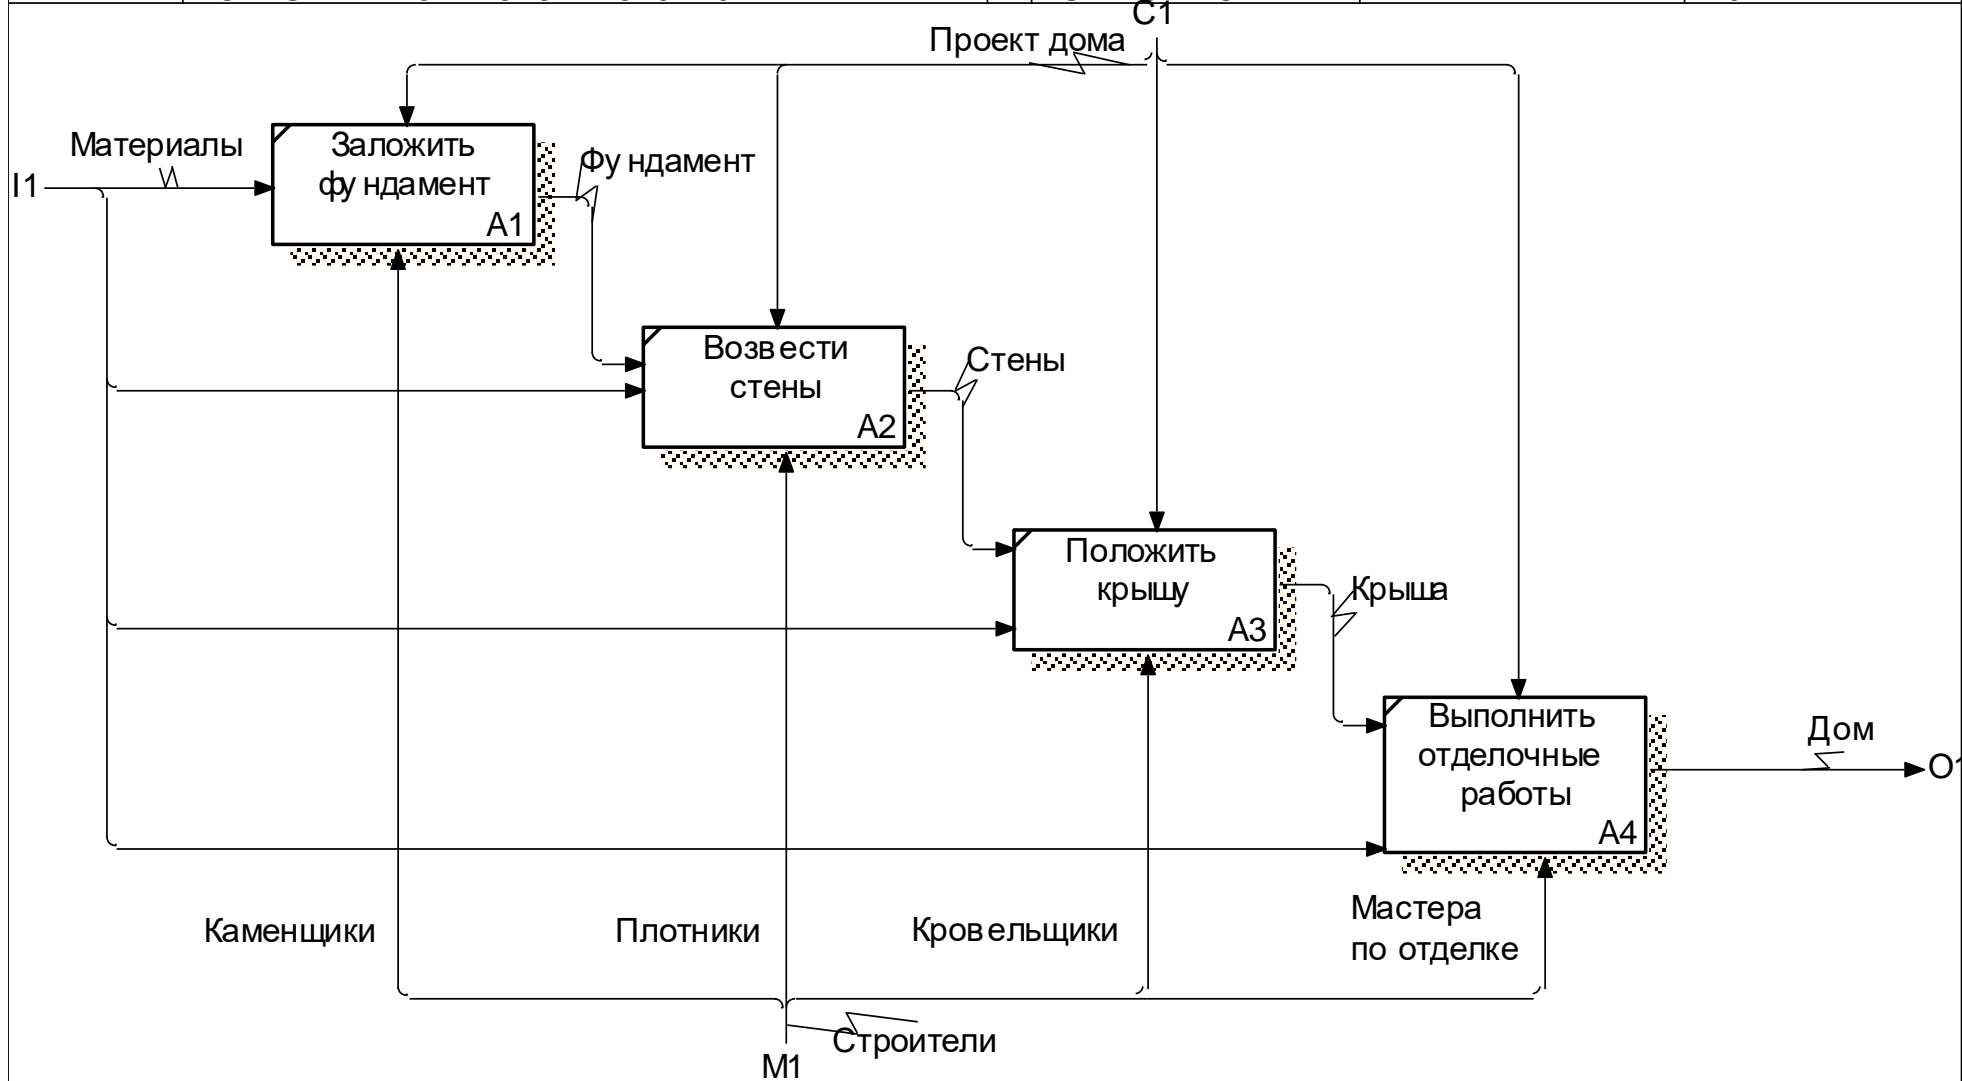 C1
Проект дома
Материалы
I1
Заложить
фундамент
A1
Фундамент
Возвести
стены
A2
Стены
Положить
крышу
A3
Крыша
Выполнить
отделочные
работы
A4
Дом
O1
Каменщики
Плотники
Кровельщики
Мастера
по отделке
Строители
M1